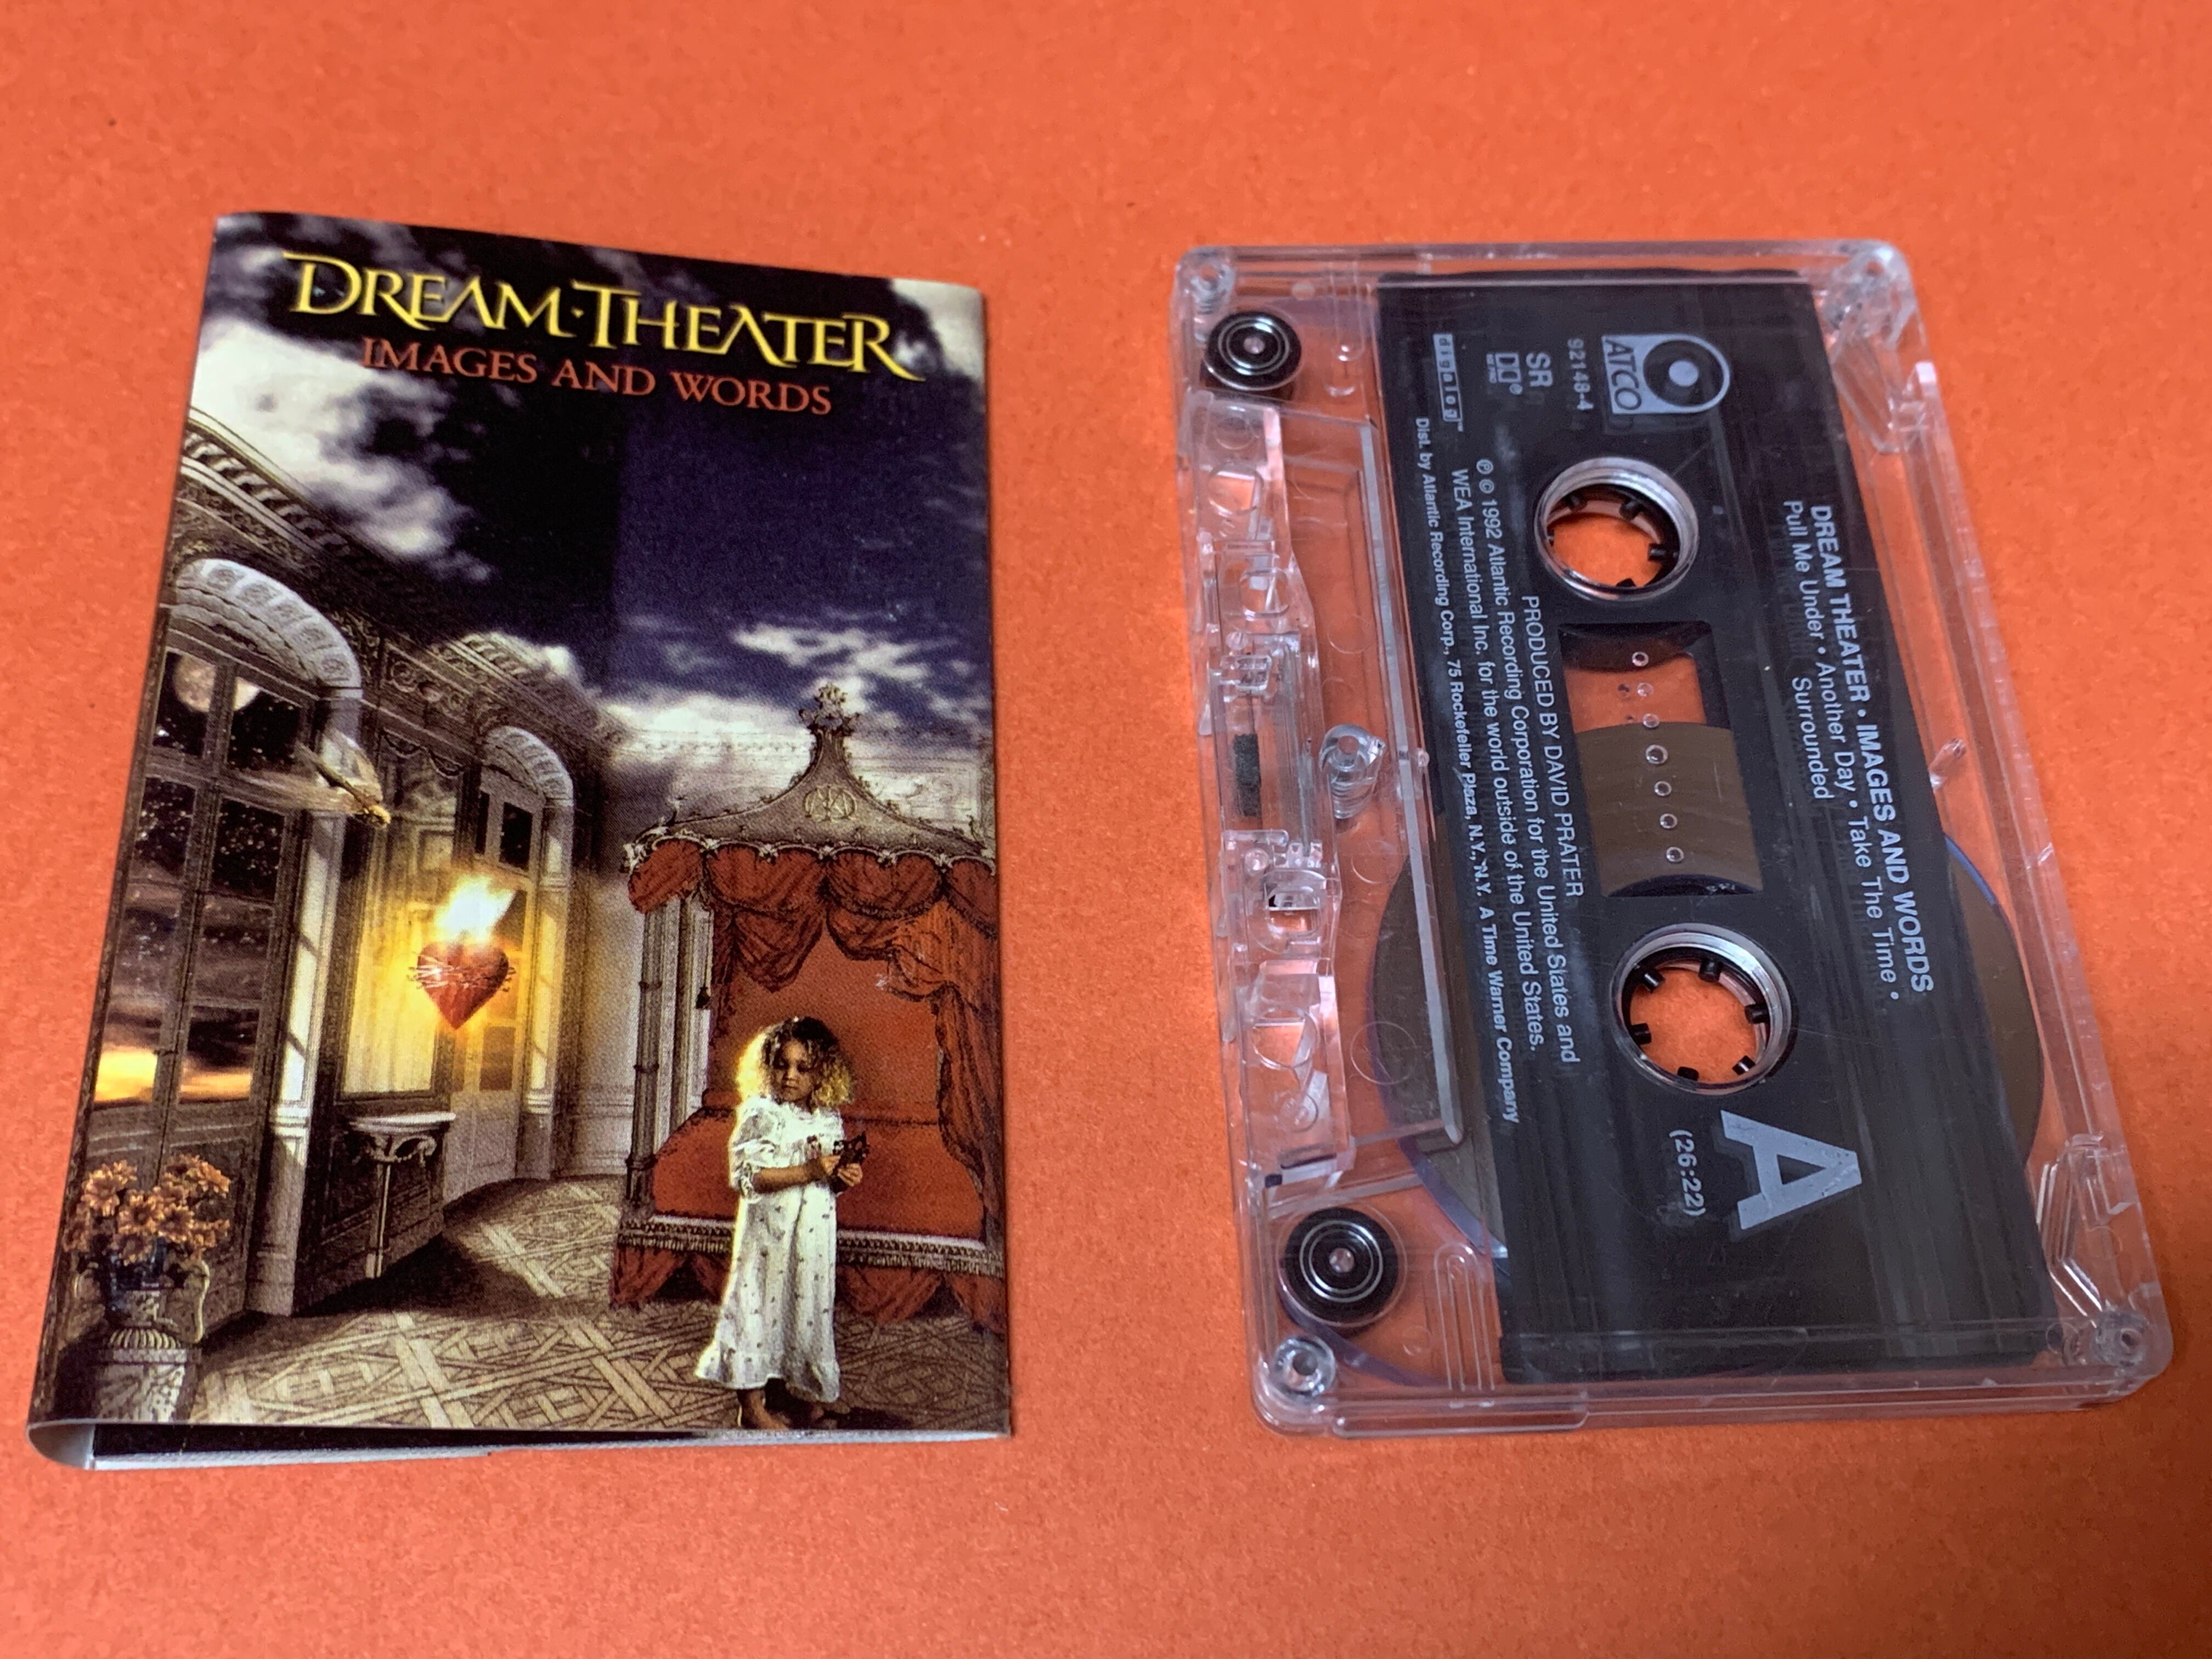 DREAM·THEATER
IMAGES AND WORDS
DREAM THEATER • IMAGES AND WORDS
Pull Me Under • Another Day • Take The Time •
Surrounded
ATCO
92148-4
SR
digalog™
A
(26:22)
PRODUCED BY DAVID PRATER
℗ © 1992 Atlantic Recording Corporation for the United States and
WEA International Inc. for the world outside of the United States.
Dist. by Atlantic Recording Corp., 75 Rockefeller Plaza, N.Y., N.Y. A Time Warner Company